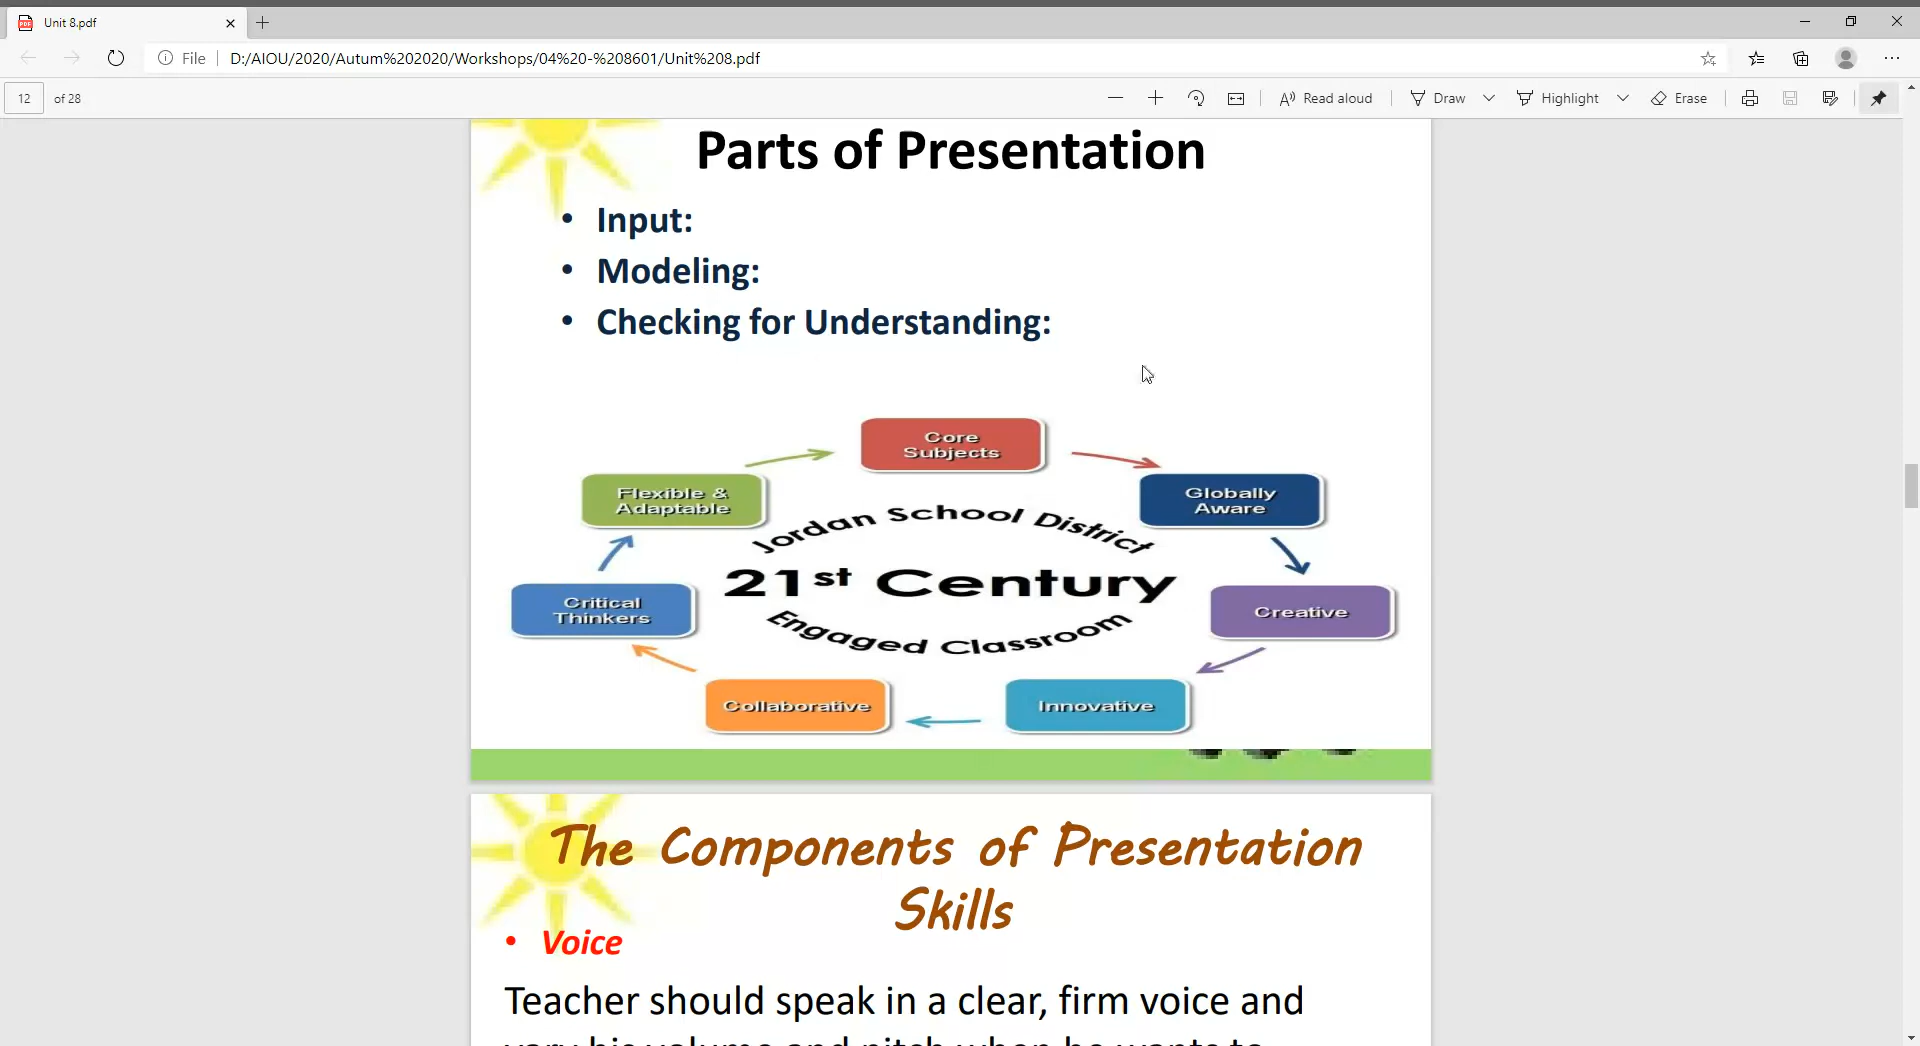 Unit 8.pdf
File
D:/AIOU/2020/Autum%202020/Workshops/04%20-%208601/Unit%208.pdf
12 of 28
Read aloud
Draw
Highlight
Erase
Parts of Presentation
• Input:
• Modeling:
• Checking for Understanding:
Core
Subjects
Flexible &
Adaptable
Globally
Aware
Jordan School District
21st Century
Engaged Classroom
Critical
Thinkers
Creative
Collaborative
Innovative
The Components of Presentation
Skills
• Voice
Teacher should speak in a clear, firm voice and